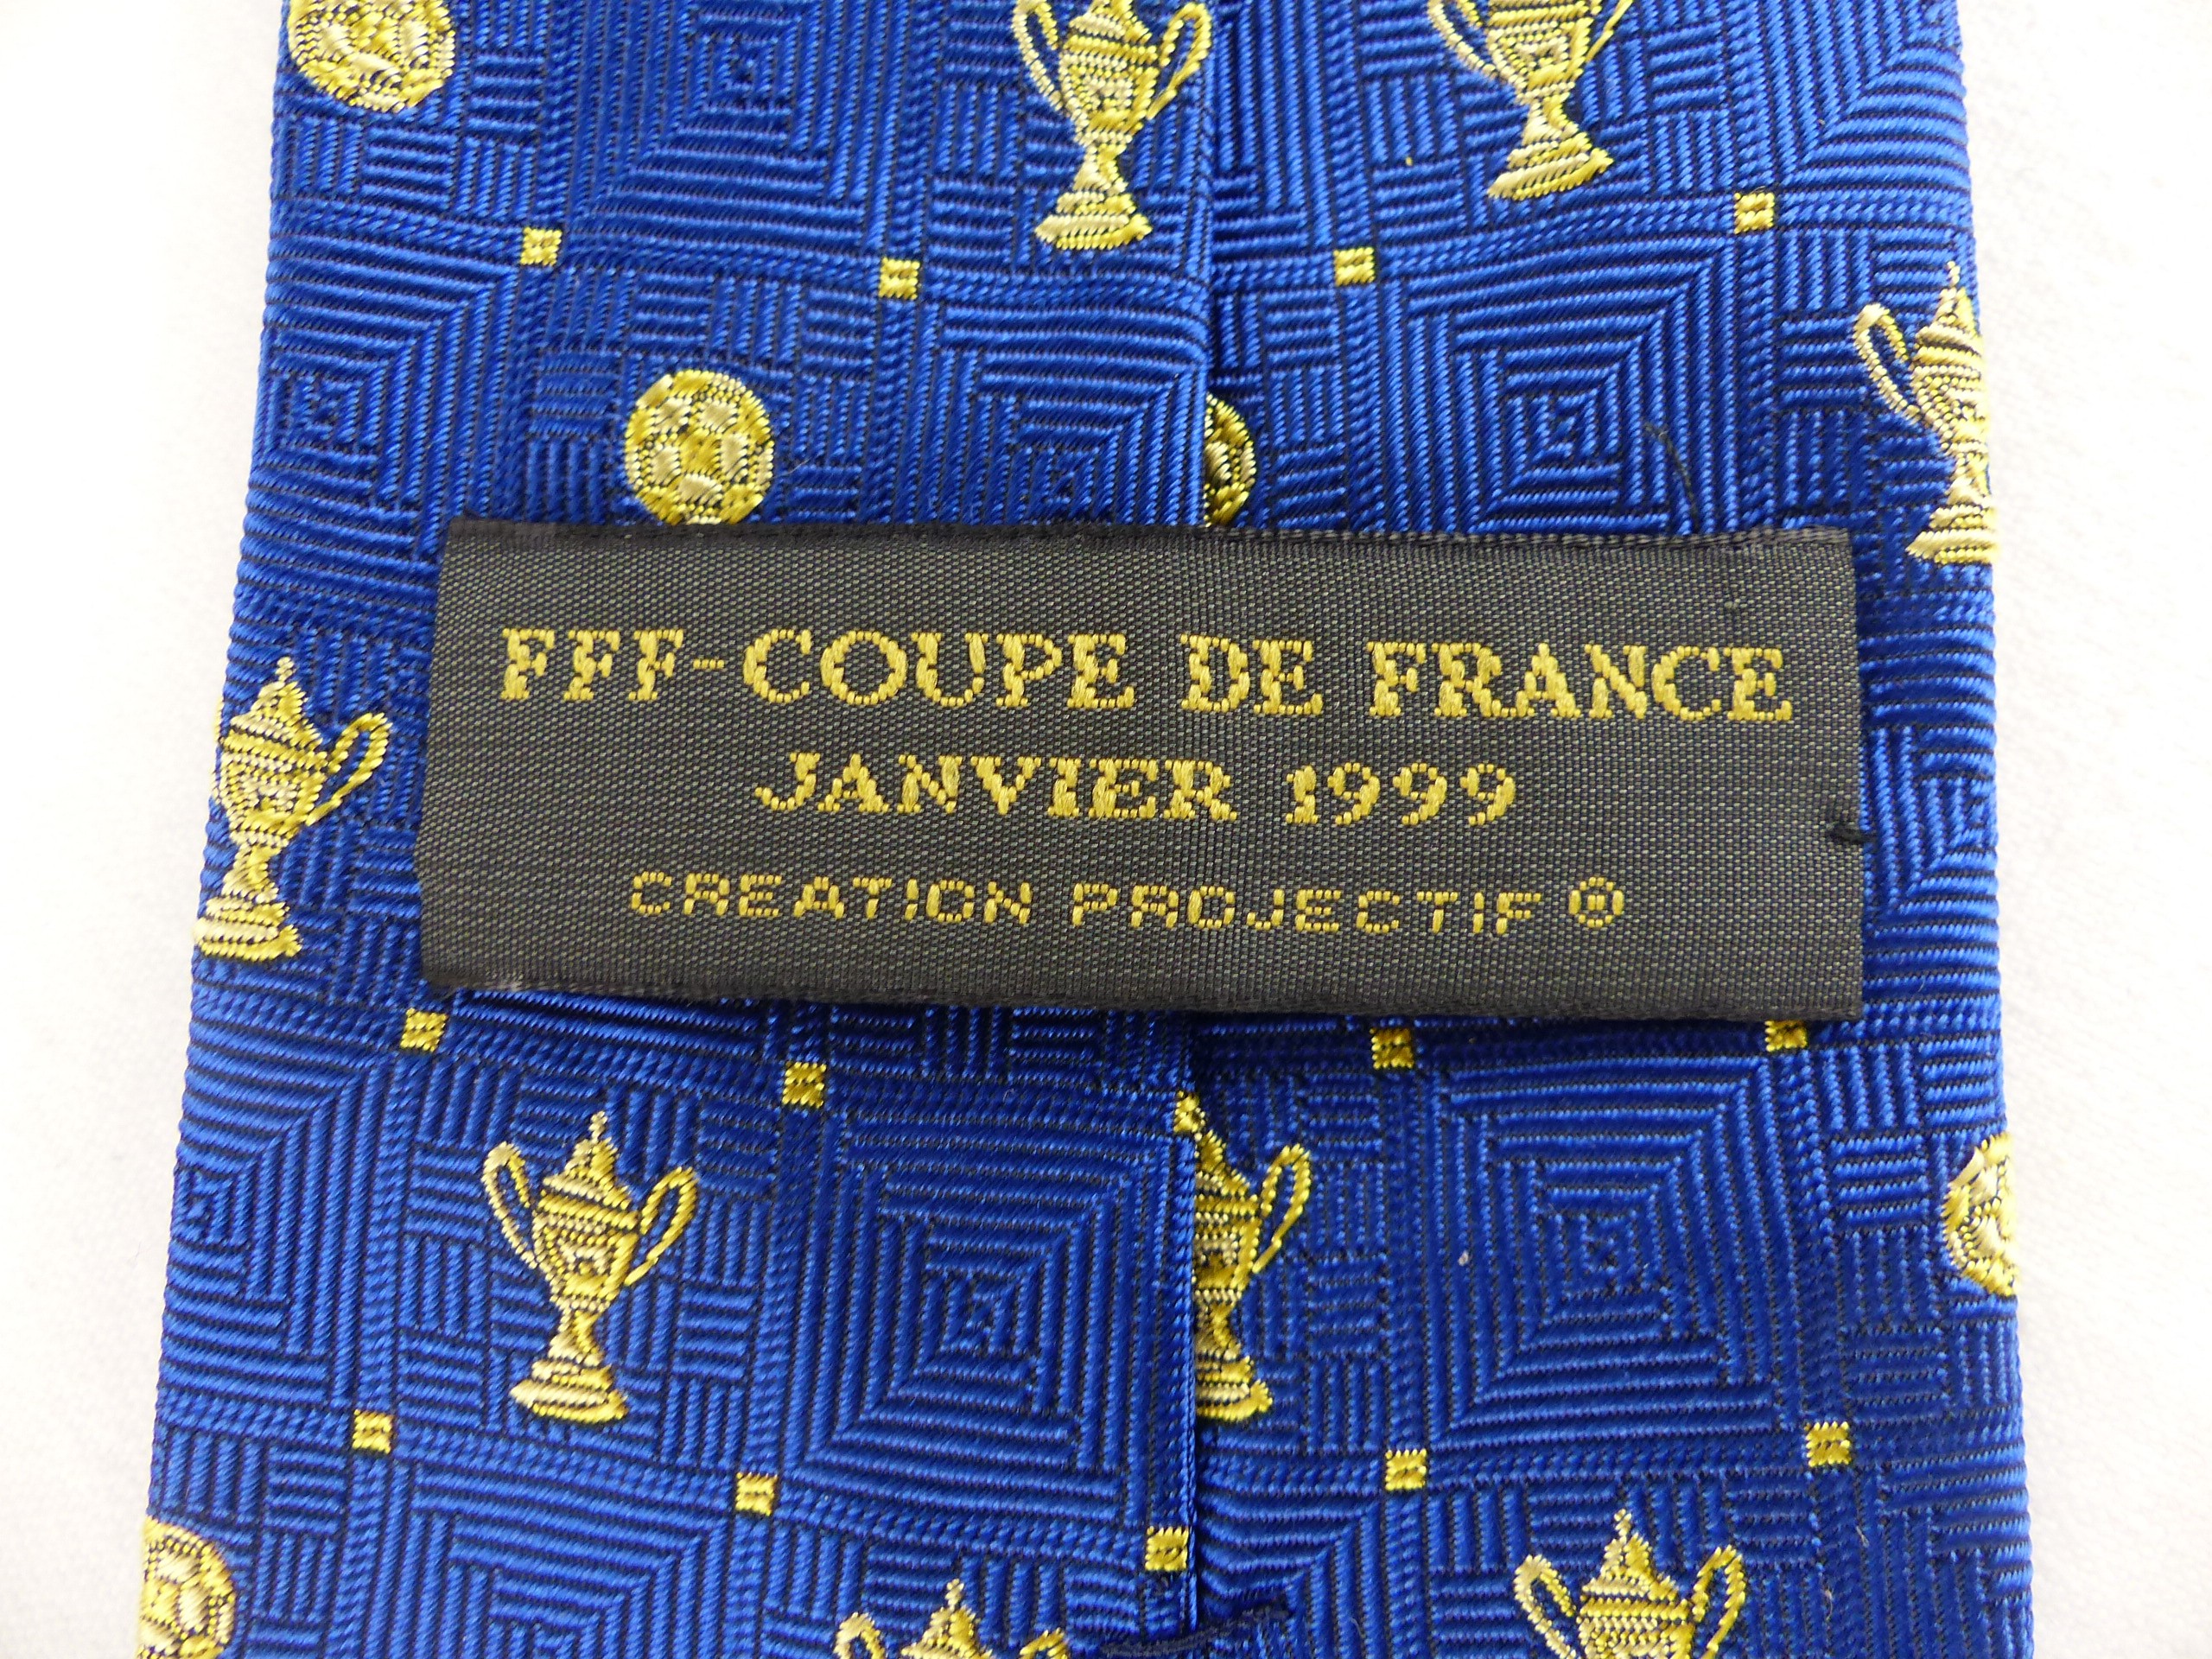 FFF-COUPE DE FRANCE
JANVIER 1999
CREATION PROJECTIF ®